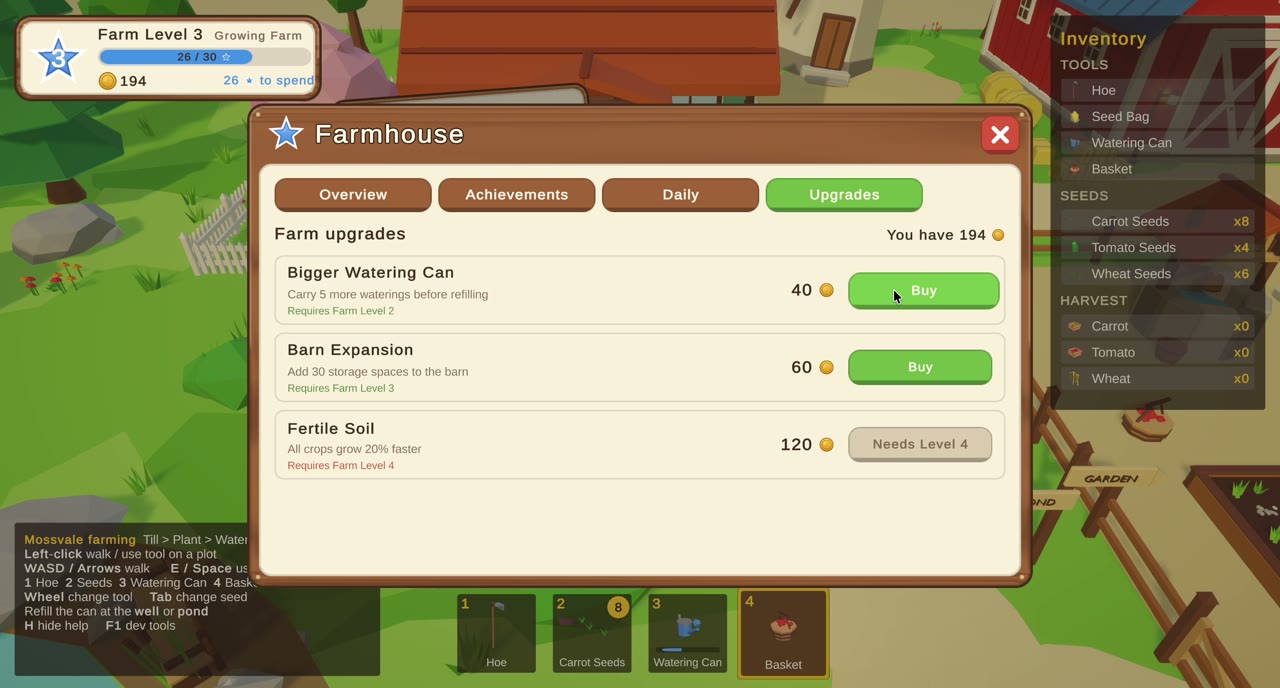 Farm Level 3 Growing Farm
3
26 / 30
194
26 to spend
Farmhouse
Overview
Achievements
Daily
Upgrades
Farm upgrades
You have 194
Bigger Watering Can
Carry 5 more waterings before refilling
Requires Farm Level 2
40
Buy
Barn Expansion
Add 30 storage spaces to the barn
Requires Farm Level 3
60
Buy
Fertile Soil
All crops grow 20% faster
Requires Farm Level 4
120
Needs Level 4
Inventory
TOOLS
Hoe
Seed Bag
Watering Can
Basket
SEEDS
Carrot Seeds x8
Tomato Seeds x4
Wheat Seeds x6
HARVEST
Carrot x0
Tomato x0
Wheat x0
GARDEN
Mossvale farming Till > Plant > Water
Left-click walk / use tool on a plot
WASD / Arrows walk E / Space
1 Hoe 2 Seeds 3 Watering Can 4
Wheel change tool Tab change seed
Refill the can at the well or pond
H hide help F1 dev tools
1
Hoe
2
8
Carrot Seeds
3
Watering Can
4
Basket